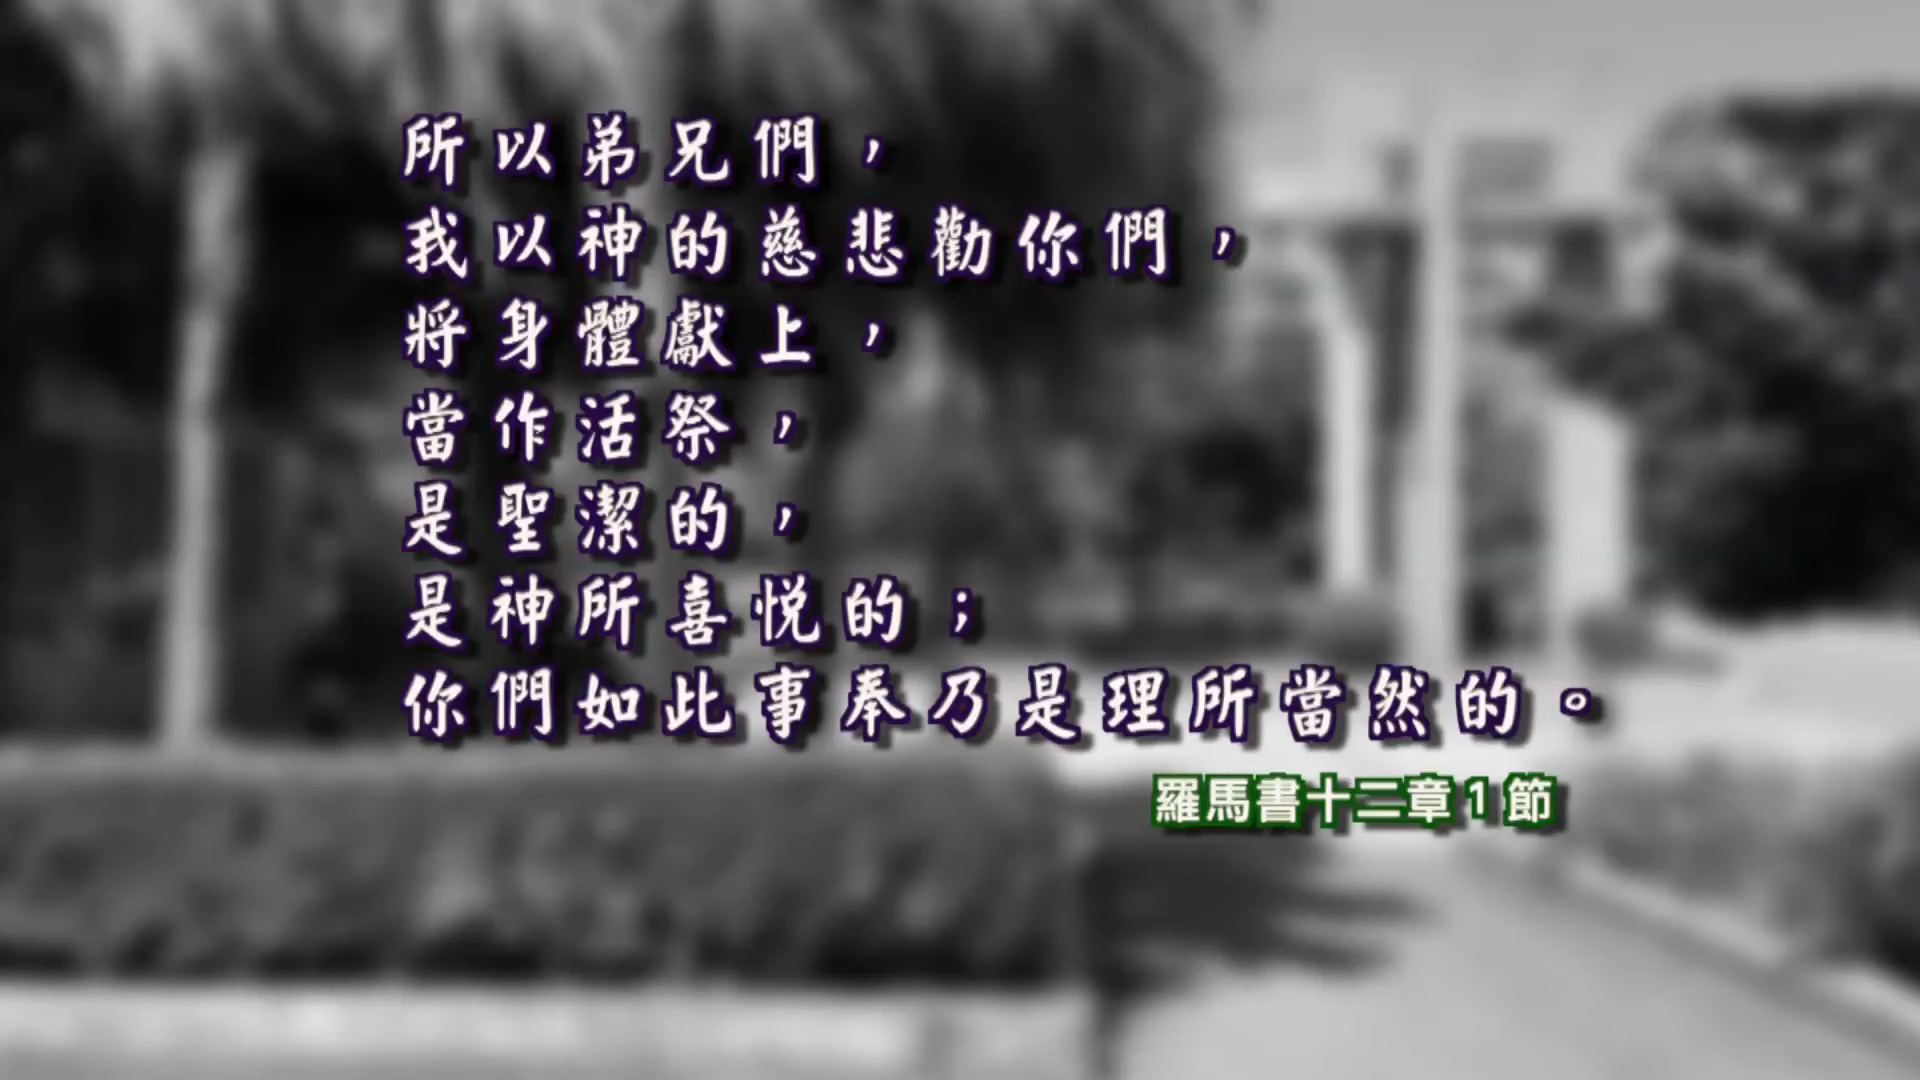 所以弟兄們，
我以神的慈悲勸你們，
將身體獻上，
當作活祭，
是聖潔的，
是神所喜悅的；
你們如此事奉乃是理所當然的。
羅馬書十二章1節